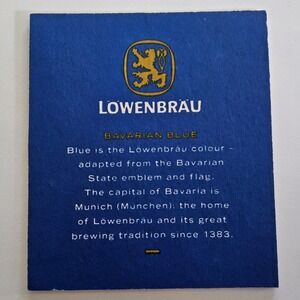 LÖWENBRÄU
BAVARIAN BLUE
Blue is the Löwenbräu colour –
adapted from the Bavarian
State emblem and flag.
The capital of Bavaria is
Munich (München): the home
of Löwenbräu and its great
brewing tradition since 1383.